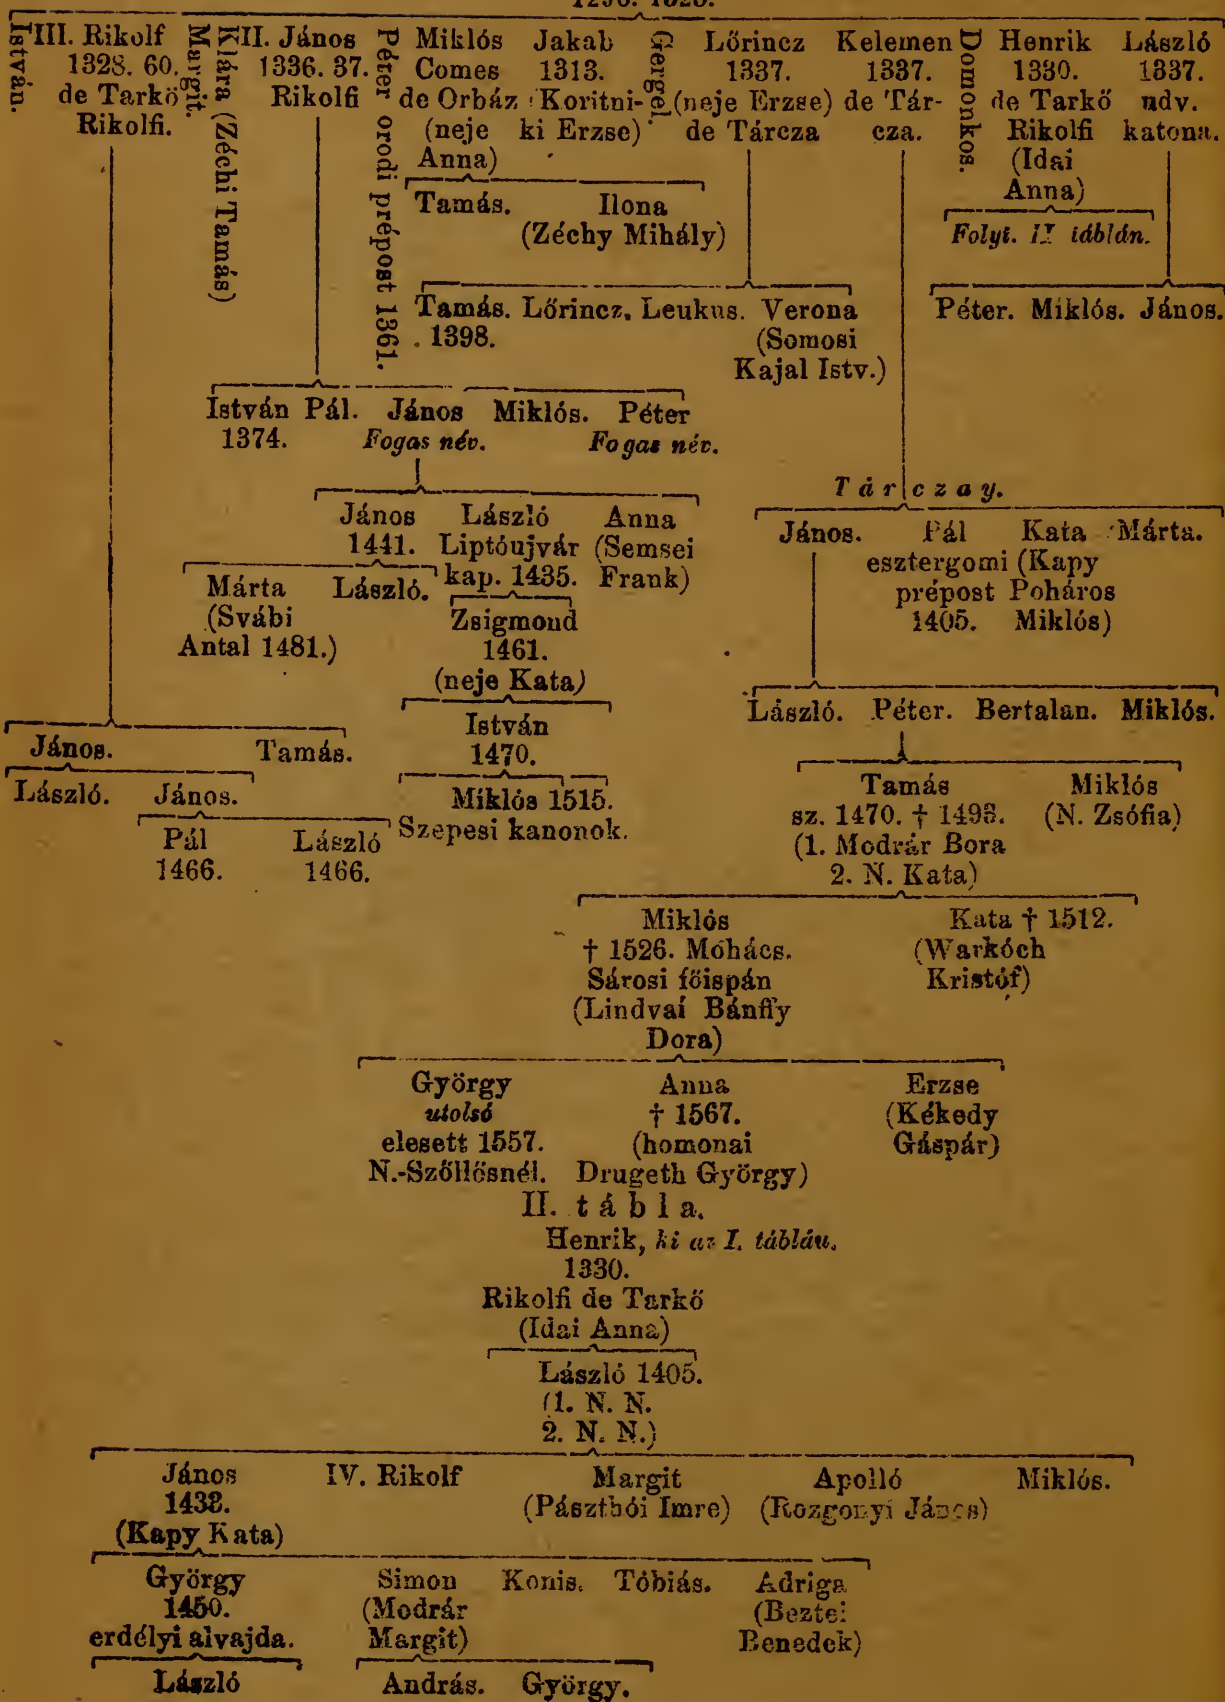 István.
III. Rikolf
1328. 60.
de Tarkö
Rikolfi.
Margit.
Klára (Zéchi Tamás)
II. János
1336. 37.
Rikolfi
Péter orodi prépost 1361.
Miklós
Comes
de Orbáz
(neje
Anna)
Jakab
1313.
(Koritni-
ki Erzse)
Gergel.
Lőrincz
1337.
(neje Erzse)
de Tárcza
Kelemen
1337.
de Tár-
cza.
Domonkos.
Henrik
1330.
de Tarkő
Rikolfi
(Idai
Anna)
László
1337.
udv.
katona.
Tamás. Ilona
(Zéchy Mihály)
Folyt. II táblán.
Tamás. Lőrincz. Leukus. Verona
1398. (Somosi
Kajal Istv.)
Péter. Miklós. János.
István Pál. János Miklós. Péter
1374. Fogas név. Fogas név.
Tárczay.
János László Anna
1441. Liptóujvár (Semsei
kap. 1435. Frank)
János. Pál Kata Márta.
esztergomi (Kapy
prépost Poháros
1405. Miklós)
Márta László.
(Svábi
Antal 1481.)
Zsigmond
1461.
(neje Kata)
László. Péter. Bertalan. Miklós.
István
1470.
János. Tamás.
László. János.
Miklós 1515.
Szepesi kanonok.
Pál László
1466. 1466.
Tamás Miklós
sz. 1470. † 1493. (N. Zsófia)
(1. Modrár Bora
2. N. Kata)
Miklós Kata † 1512.
† 1526. Móhács. (Warkóch
Sárosi főispán Kristóf)
(Lindvai Bánffy
Dora)
György Anna Erzse
utolsó † 1567. (Kékedy
elesett 1557. (homonai Gáspár)
N.-Szőllősnél. Drugeth György)
II. tábla.
Henrik, ki az I. táblán.
1330.
Rikolfi de Tarkő
(Idai Anna)
László 1405.
(1. N. N.
2. N. N.)
János IV. Rikolf Margit Apolló Miklós.
1438. (Pászthói Imre) (Rozgonyi János)
(Kapy Kata)
György Simon Konis. Tóbiás. Adriga
1450. (Modrár (Beztei
erdélyi alvajda. Margit) Benedek)
László András. György.